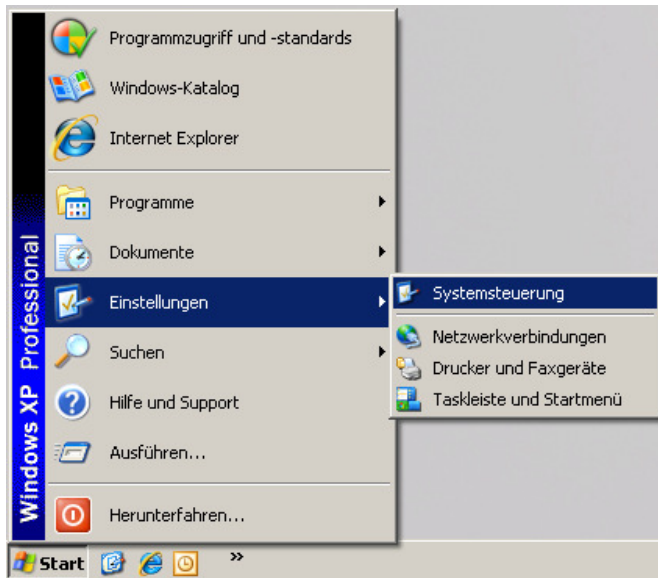 Programmzugriff und -standards
Windows-Katalog
Internet Explorer
Programme
Dokumente
Einstellungen
Systemsteuerung
Netzwerkverbindungen
Drucker und Faxgeräte
Taskleiste und Startmenü
Suchen
Hilfe und Support
Ausführen...
Herunterfahren...
Windows XP Professional
Start
»